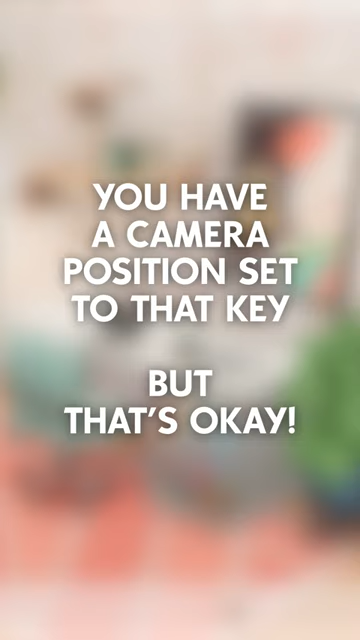 YOU HAVE
A CAMERA
POSITION SET
TO THAT KEY
BUT
THAT'S OKAY!